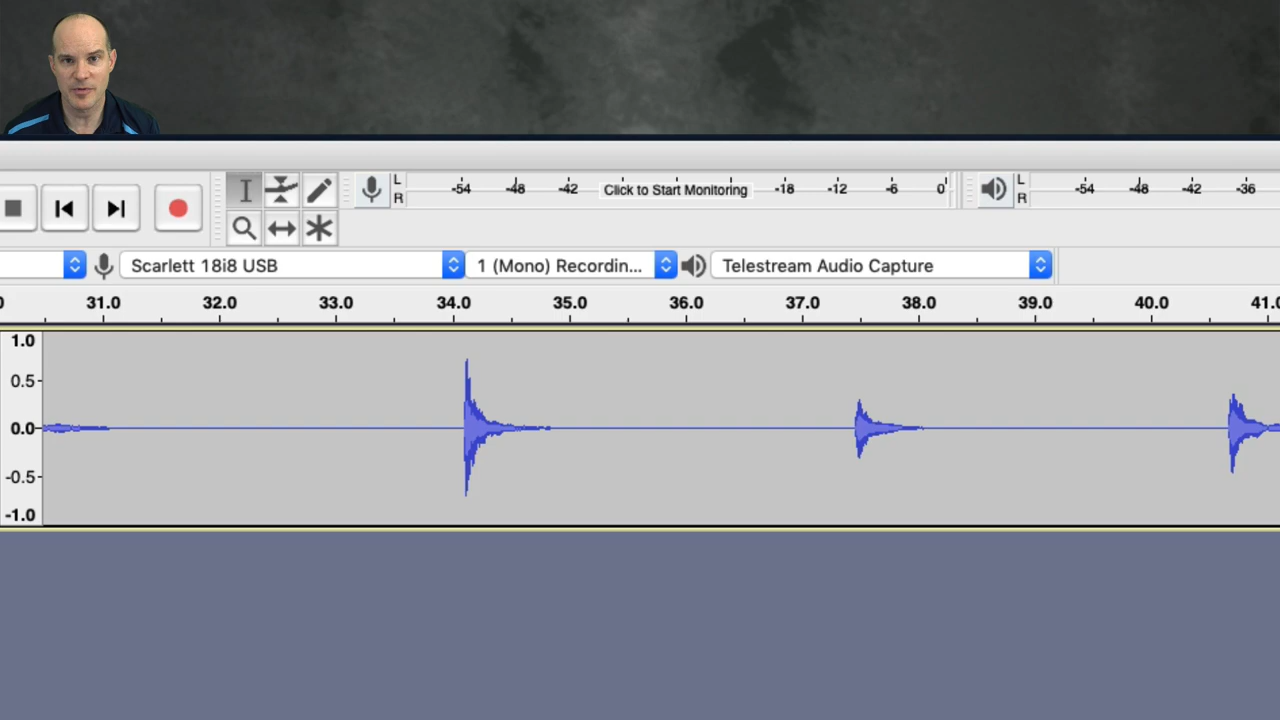 L
R
-54 -48 -42 Click to Start Monitoring -18 -12 -6 0
L
R
-54 -48 -42 -36
Scarlett 18i8 USB
1 (Mono) Recordin...
Telestream Audio Capture
0 31.0 32.0 33.0 34.0 35.0 36.0 37.0 38.0 39.0 40.0 41.0
1.0
0.5-
0.0-
-0.5-
-1.0